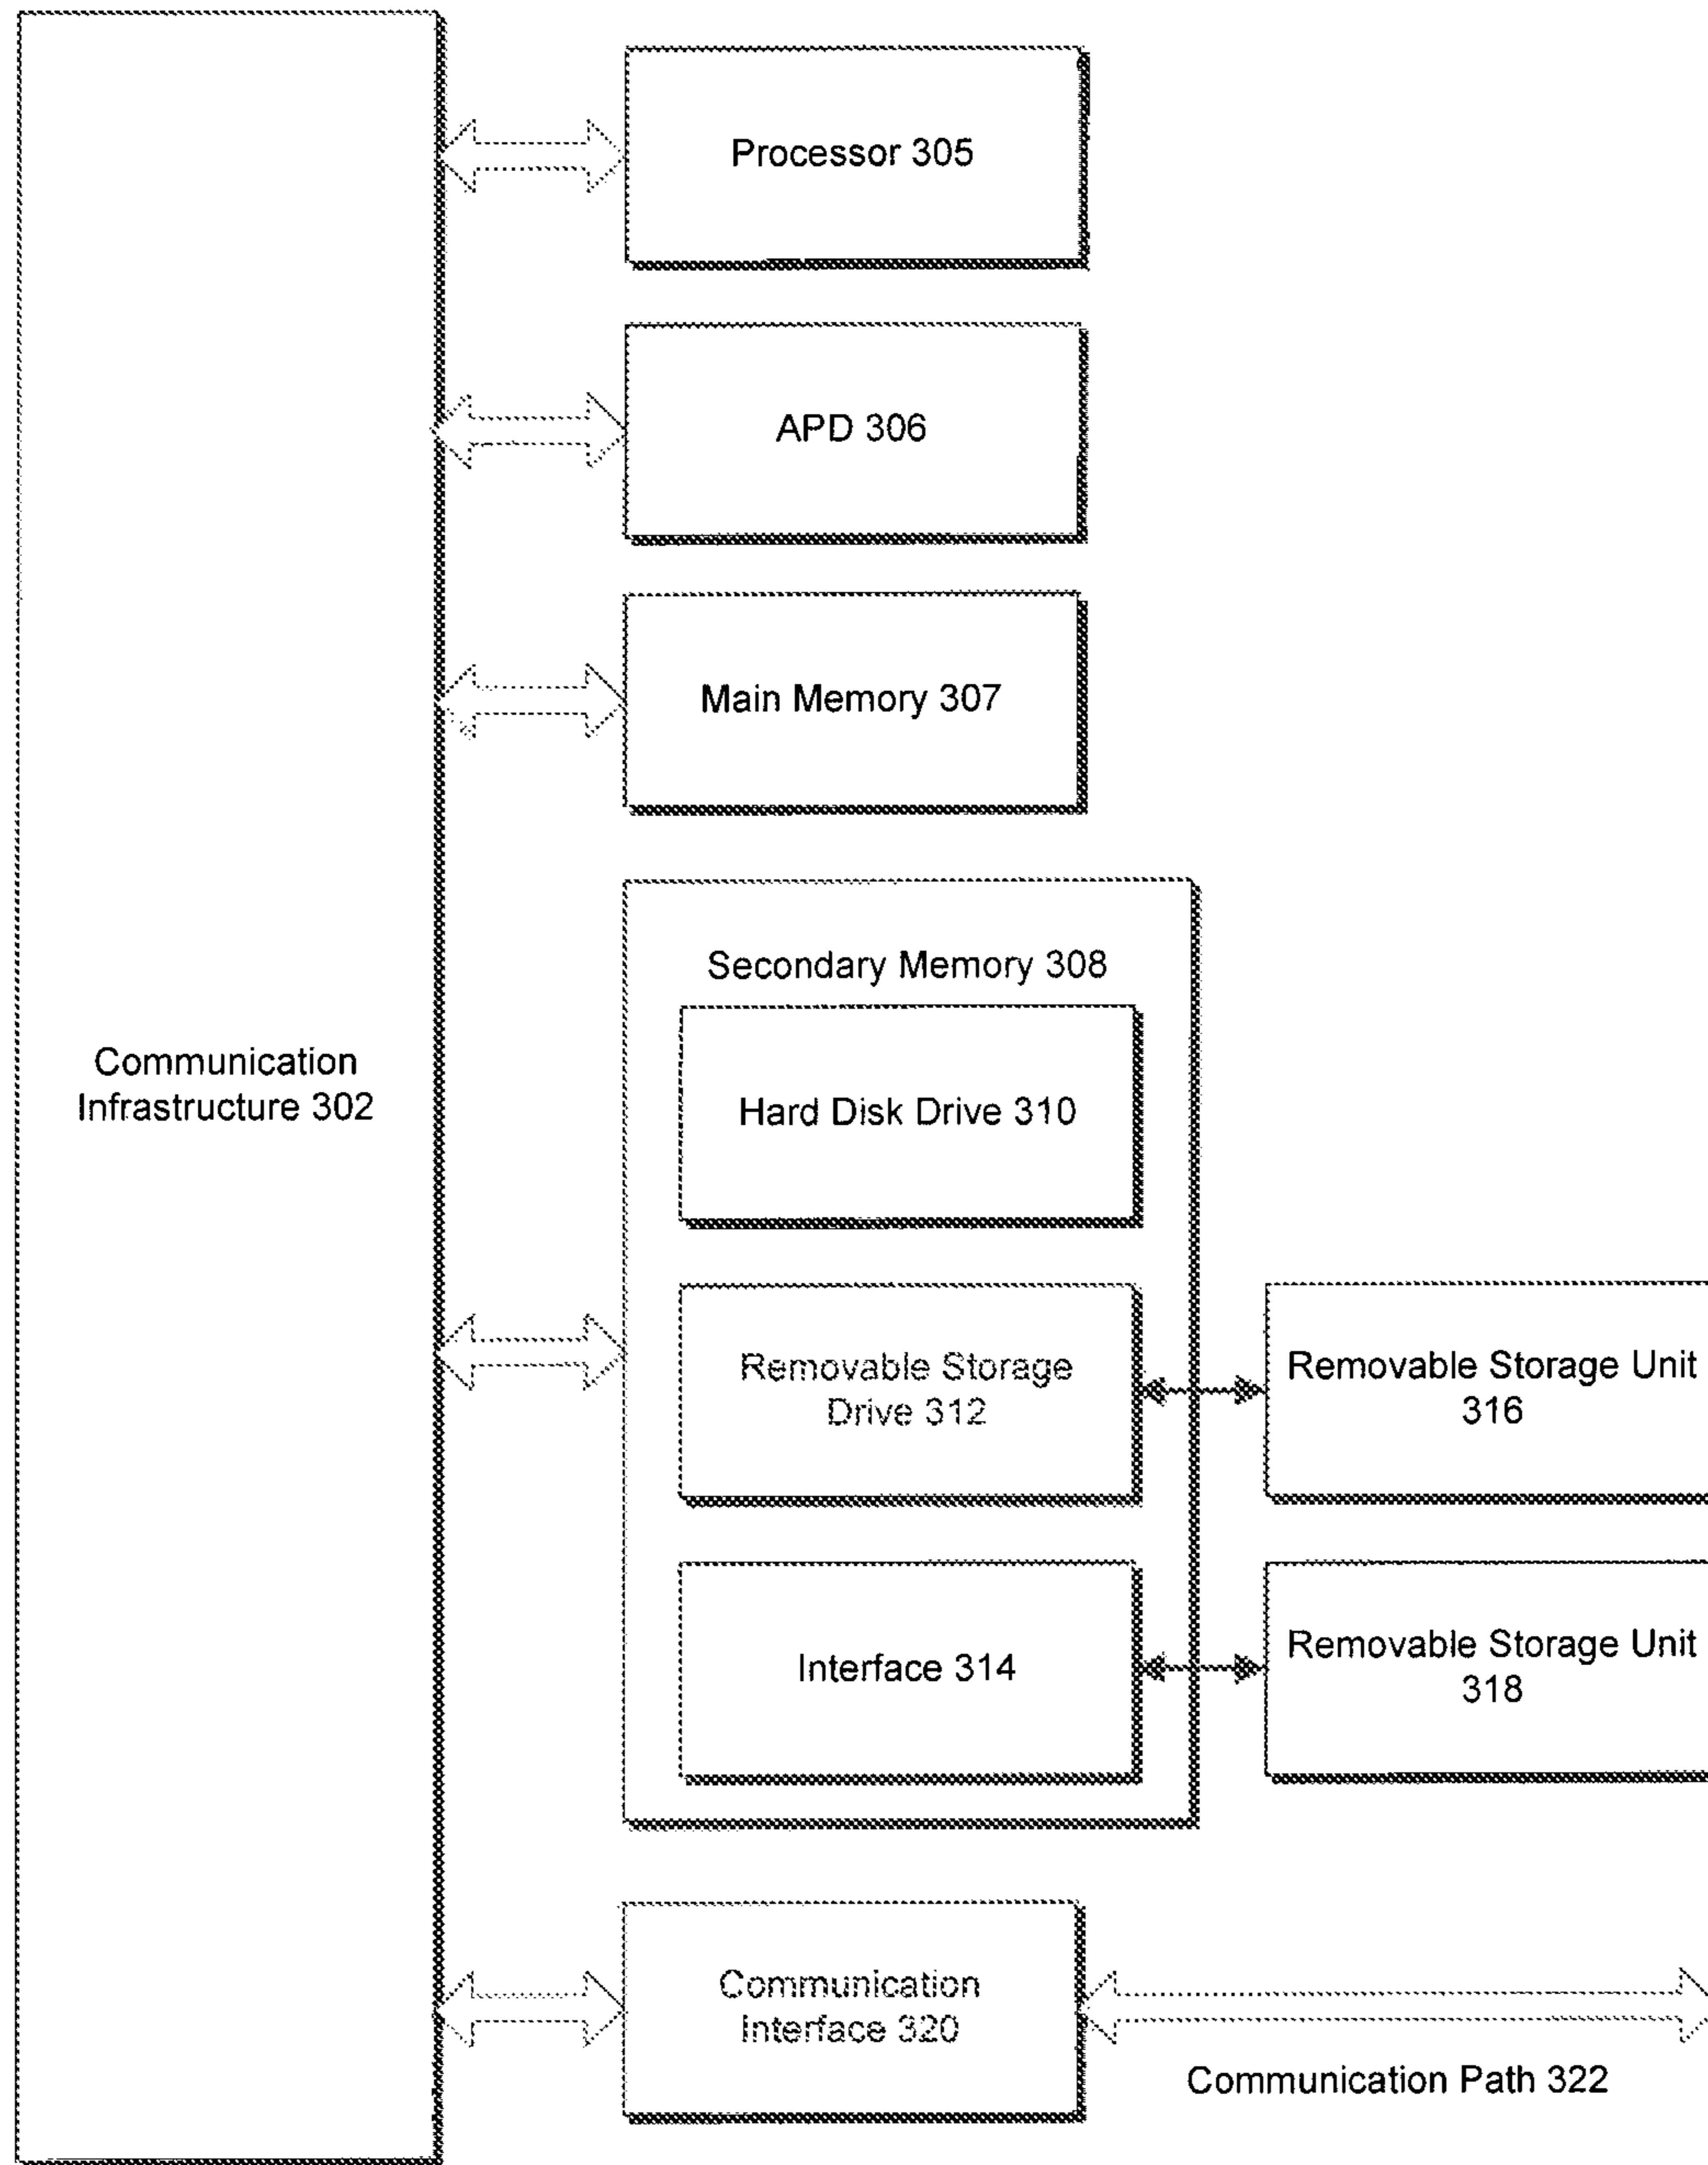 Processor 305
APD 306
Main Memory 307
Secondary Memory 308
Communication
Infrastructure 302
Hard Disk Drive 310
Removable Storage
Drive 312
Removable Storage Unit
316
Interface 314
Removable Storage Unit
318
Communication
Interface 320
Communication Path 322